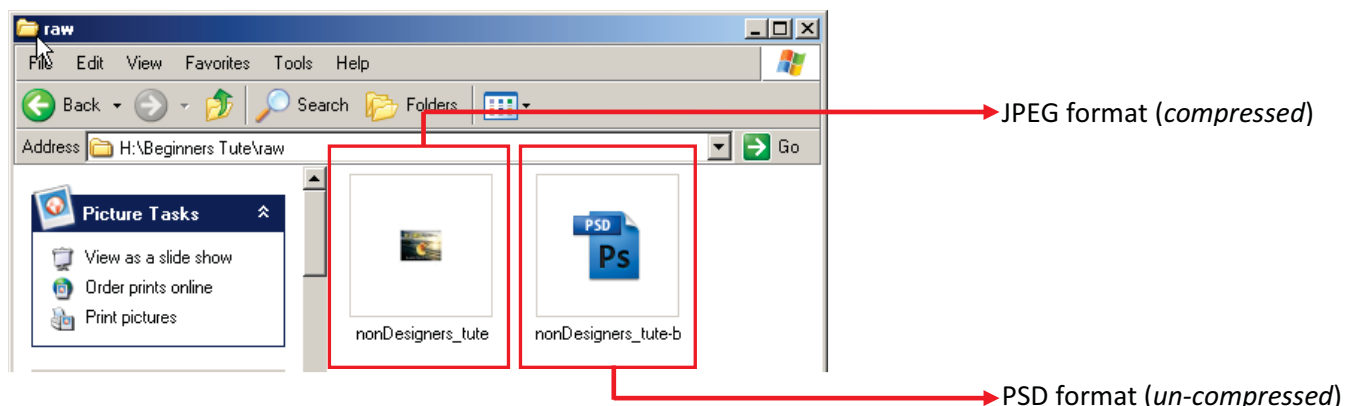 raw
File Edit View Favorites Tools Help
Back Search Folders
JPEG format (compressed)
Address H:\Beginners Tute\raw Go
Picture Tasks
View as a slide show
Order prints online
Print pictures
PSD
Ps
nonDesigners_tute nonDesigners_tute-b
PSD format (un-compressed)